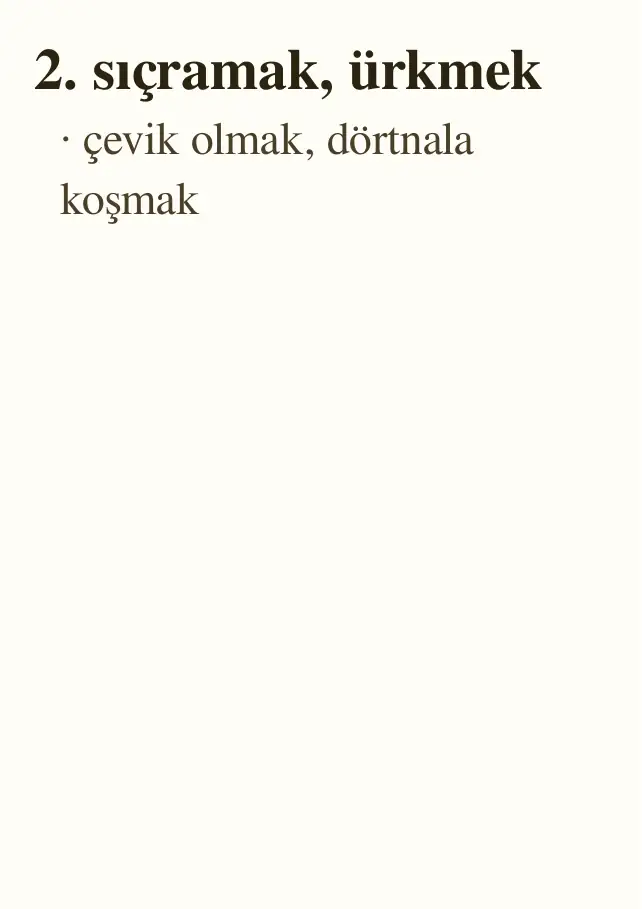 2. sıçramak, ürkmek
· çevik olmak, dörtnala
koşmak